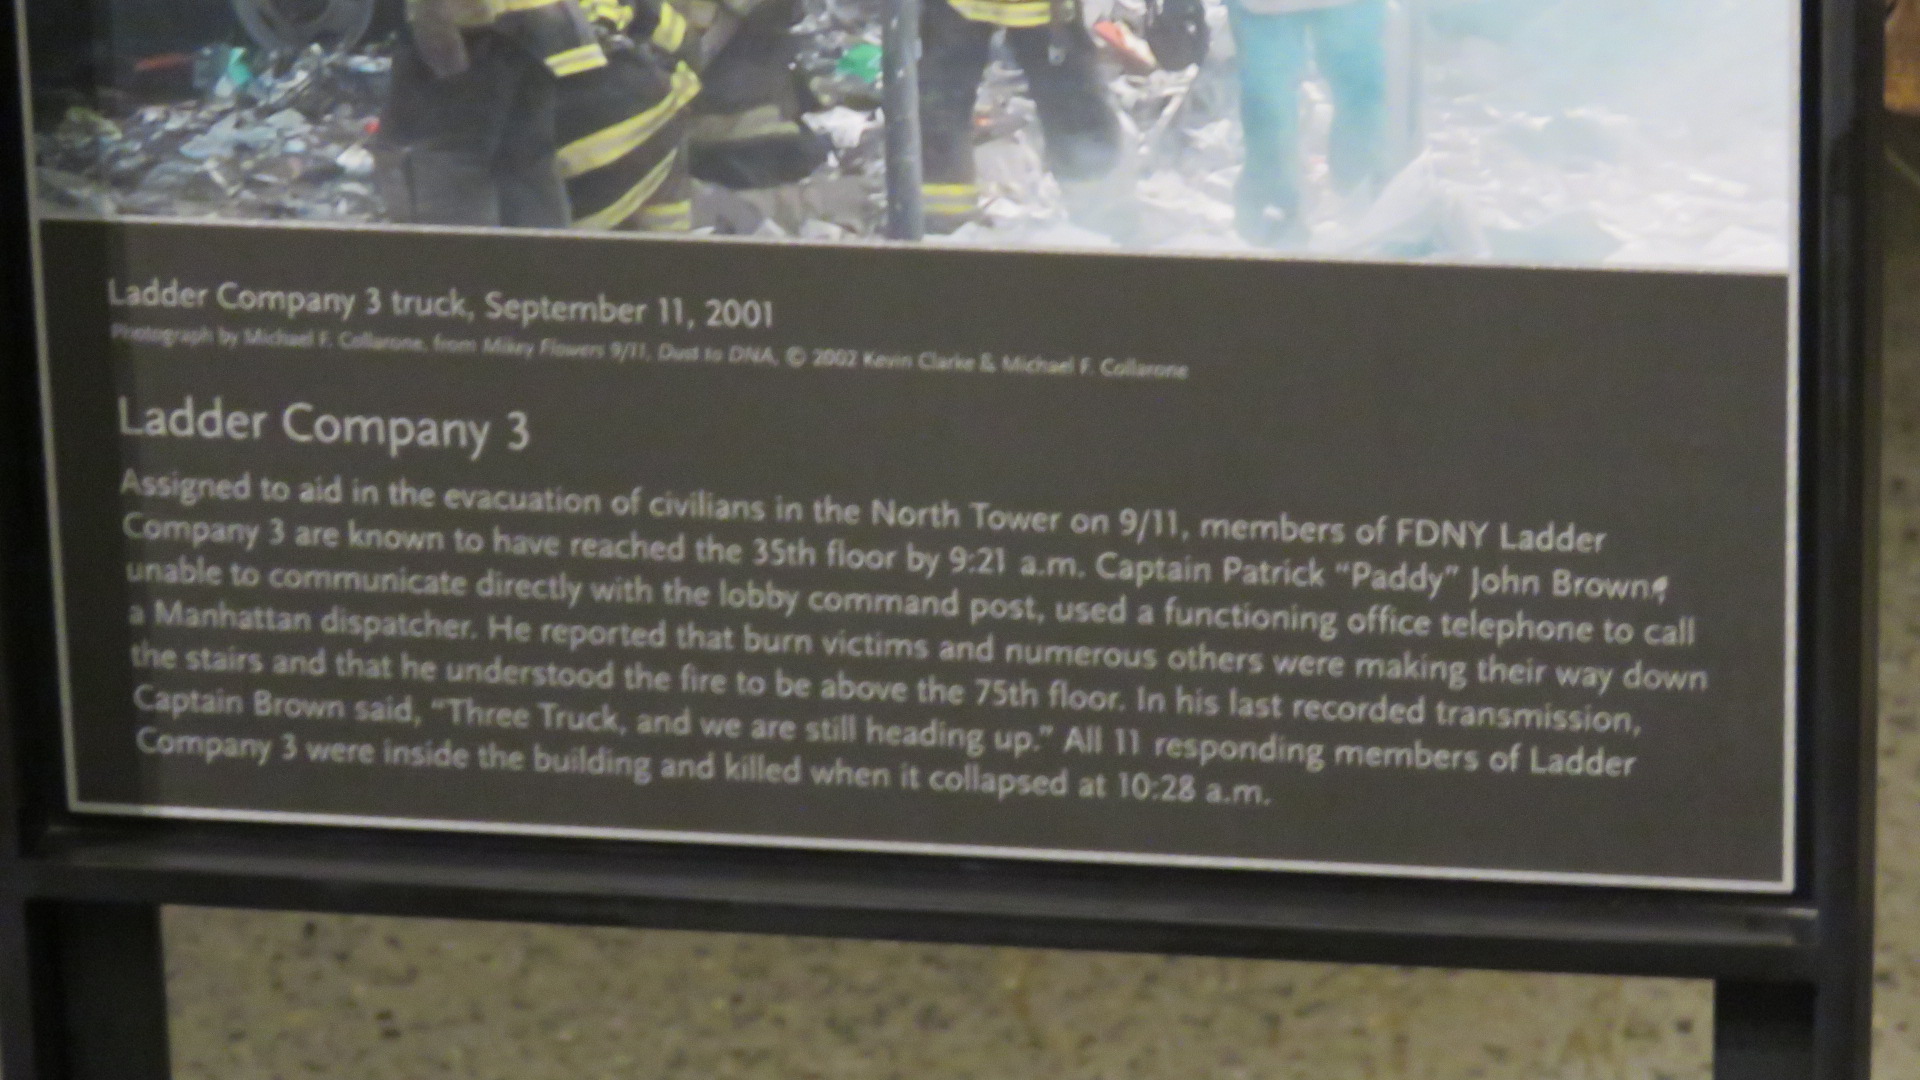 Ladder Company 3 truck, September 11, 2001
Photograph by Michael F. Collarone, from Mikey Flowers 9/11, Dust to DNA, © 2002 Kevin Clarke & Michael F. Collarone
Ladder Company 3
Assigned to aid in the evacuation of civilians in the North Tower on 9/11, members of FDNY Ladder
Company 3 are known to have reached the 35th floor by 9:21 a.m. Captain Patrick “Paddy” John Brown,
unable to communicate directly with the lobby command post, used a functioning office telephone to call
a Manhattan dispatcher. He reported that burn victims and numerous others were making their way down
the stairs and that he understood the fire to be above the 75th floor. In his last recorded transmission,
Captain Brown said, “Three Truck, and we are still heading up.” All 11 responding members of Ladder
Company 3 were inside the building and killed when it collapsed at 10:28 a.m.